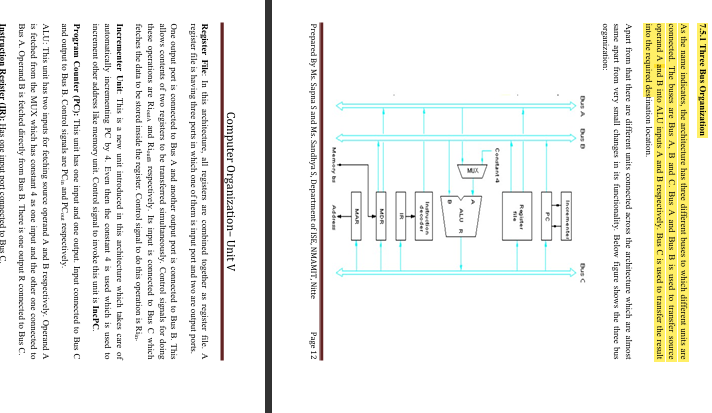 7.5.1 Three Bus Organization
As the name indicates, the architecture has three different buses to which different units are
connected. The buses are Bus A, B and C. Bus A and Bus B is used to transfer source
operand A and B into ALU inputs A and B respectively. Bus C is used to transfer the result
into the required destination location.
Apart from that there are different units connected across the architecture which are almost
same apart from very small changes in its functionality. Below figure shows the three bus
organization:
Bus A
Bus B
Bus C
Incrementer
PC
Register
file
Constant 4
MUX
A
B
ALU
R
Instruction
decoder
IR
MDR
MAR
Memory bus
Address
Prepared By Ms. Sapna S and Ms. Sandhya S, Department of ISE, NMAMIT, Nitte
Page 12
Computer Organization– Unit V
Register File: In this architecture, all registers are combined together as register file. A
register file is having three ports in which one of them is input port and two are output ports.
One output port is connected to Bus A and another output port is connected to Bus B. This
allows contents of two registers to be transferred simultaneously. Control signals for doing
these operations are Ri outA and Ri outB respectively. Its input is connected to Bus C which
fetches the data to be stored inside the register. Control signal to do this operation is Ri in.
Incrementer Unit: This is a new unit introduced in this architecture which takes care of
automatically incrementing PC by 4. Even then the constant 4 is used which is used to
increment other address like memory unit. Control signal to invoke this unit is IncPC.
Program Counter (PC): This unit has one input and one output. Input connected to Bus C
and output to Bus B. Control signals are PC in and PC out respectively.
ALU: This unit has two inputs for fetching source operand A and B respectively. Operand A
is fetched from the MUX which has constant 4 as one input and the other one connected to
Bus A. Operand B is fetched directly from Bus B. There is one output R connected to Bus C.
Instruction Register (IR): Has one input port connected to Bus C.